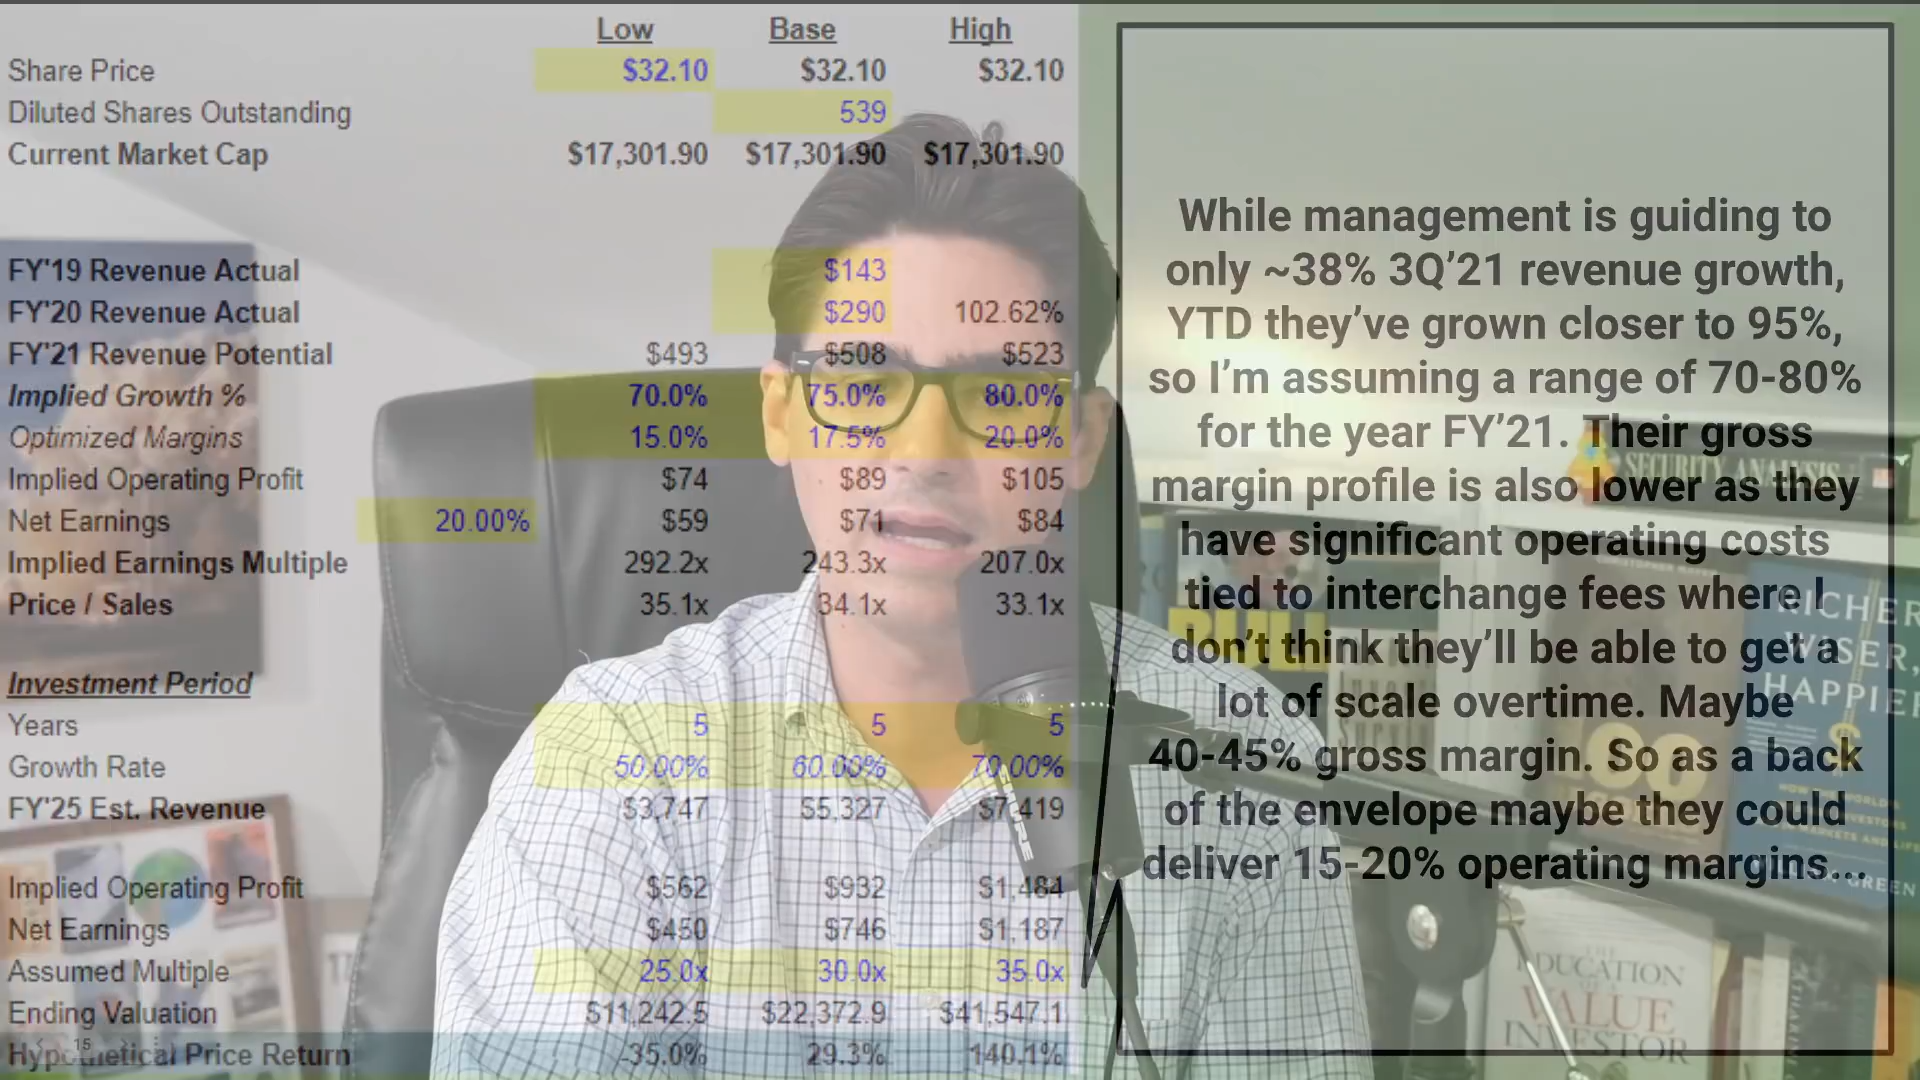 Low Base High
Share Price $32.10 $32.10 $32.10
Diluted Shares Outstanding 539
Current Market Cap $17,301.90 $17,301.90 $17,301.90
FY'19 Revenue Actual $143
FY'20 Revenue Actual $290 102.62%
FY'21 Revenue Potential $493 $508 $523
Implied Growth % 70.0% 75.0% 80.0%
Optimized Margins 15.0% 17.5% 20.0%
Implied Operating Profit $74 $89 $105
Net Earnings 20.00% $59 $71 $84
Implied Earnings Multiple 292.2x 243.3x 207.0x
Price / Sales 35.1x 34.1x 33.1x
Investment Period
Years 5 5 5
Growth Rate 50.00% 60.00% 70.00%
FY'25 Est. Revenue $3,747 $5,327 $7,419
Implied Operating Profit $562 $932 $1,484
Net Earnings $450 $746 $1,187
Assumed Multiple 25.0x 30.0x 35.0x
Ending Valuation $11,242.5 $22,372.9 $41,547.1
Hypothetical Price Return -35.0% 29.3% 140.1%
15
While management is guiding to
only ~38% 3Q’21 revenue growth,
YTD they’ve grown closer to 95%,
so I’m assuming a range of 70-80%
for the year FY’21. Their gross
margin profile is also lower as they
have significant operating costs
tied to interchange fees where I
don’t think they’ll be able to get a
lot of scale overtime. Maybe
40-45% gross margin. So as a back
of the envelope maybe they could
deliver 15-20% operating margins...
SECURITY ANALYSIS
RICHER
WISER,
HAPPIER
GREEN
EDUCATION
VALUE
INVESTOR